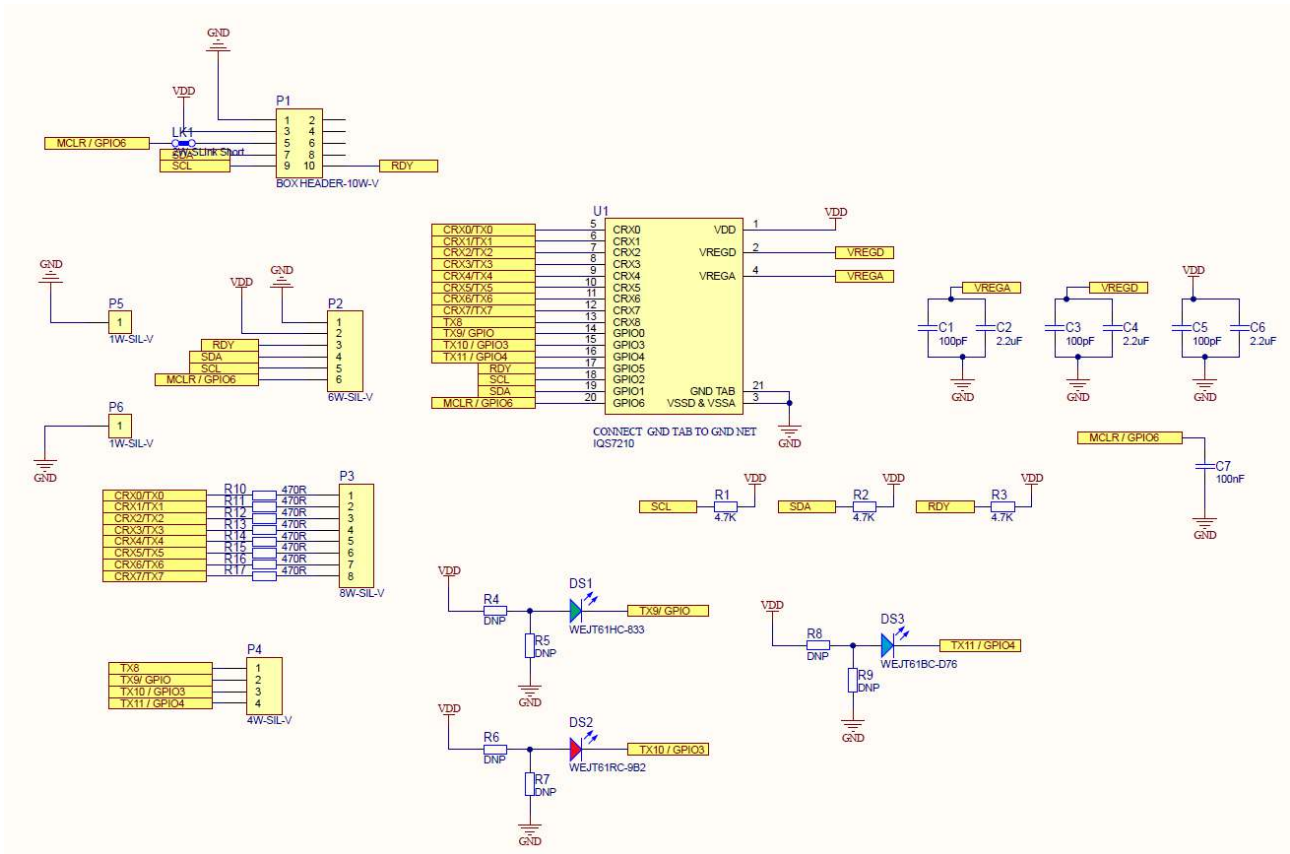 GND
VDD
P1
1 2
3 4
5 6
7 8
9 10
LK1
2W-SLink Short
MCLR / GPIO6
SDA
SCL
RDY
BOX HEADER-10W-V
U1
CRX0/TX0 5 CRX0
CRX1/TX1 6 CRX1
CRX2/TX2 7 CRX2
CRX3/TX3 8 CRX3
CRX4/TX4 9 CRX4
CRX5/TX5 10 CRX5
CRX6/TX6 11 CRX6
CRX7/TX7 12 CRX7
TX8 13 CRX8
TX9/ GPIO 14 GPIO0
TX10 / GPIO3 15 GPIO3
TX11 / GPIO4 16 GPIO4
RDY 17 GPIO5
SCL 18 GPIO2
SDA 19 GPIO1
MCLR / GPIO6 20 GPIO6
VDD 1 VDD
VREGD 2 VREGD
VREGA 4 VREGA
GND TAB 21
VSSD & VSSA 3
GND
CONNECT GND TAB TO GND NET
IQS7210
GND
P5
1
1W-SIL-V
VDD
GND
P2
1
2
RDY 3
SDA 4
SCL 5
MCLR / GPIO6 6
6W-SIL-V
P6
1
1W-SIL-V
GND
VREGA
C1
100pF
C2
2.2uF
GND
VREGD
C3
100pF
C4
2.2uF
GND
VDD
C5
100pF
C6
2.2uF
GND
MCLR / GPIO6
C7
100nF
GND
P3
CRX0/TX0 R10 470R 1
CRX1/TX1 R11 470R 2
CRX2/TX2 R12 470R 3
CRX3/TX3 R13 470R 4
CRX4/TX4 R14 470R 5
CRX5/TX5 R15 470R 6
CRX6/TX6 R16 470R 7
CRX7/TX7 R17 470R 8
8W-SIL-V
SCL R1 VDD
4.7K
SDA R2 VDD
4.7K
RDY R3 VDD
4.7K
P4
TX8 1
TX9/ GPIO 2
TX10 / GPIO3 3
TX11 / GPIO4 4
4W-SIL-V
VDD
R4
DNP
R5
DNP
GND
DS1
WEJT61HC-833
TX9/ GPIO
VDD
R8
DNP
R9
DNP
GND
DS3
WEJT61BC-D76
TX11 / GPIO4
VDD
R6
DNP
R7
DNP
GND
DS2
WEJT61RC-9B2
TX10 / GPIO3